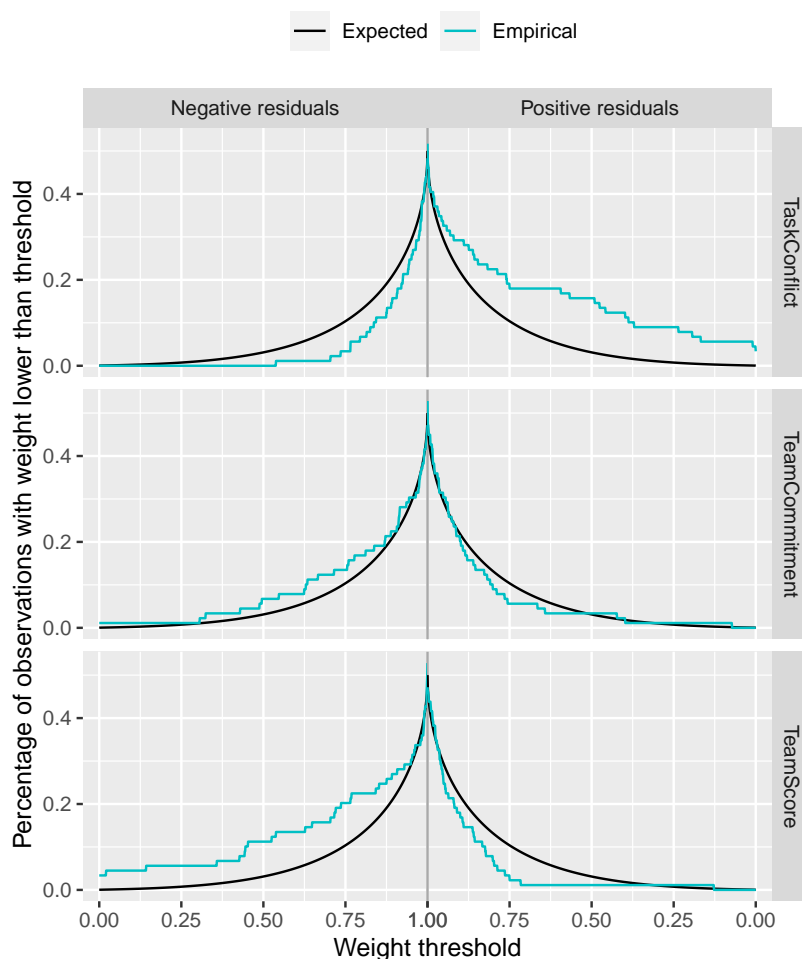 Expected Empirical
Negative residuals Positive residuals
Percentage of observations with weight lower than threshold
0.4
0.2
0.0
TaskConflict
0.4
0.2
0.0
TeamCommitment
0.4
0.2
0.0
TeamScore
0.00 0.25 0.50 0.75 1.00 0.75 0.50 0.25 0.00
Weight threshold